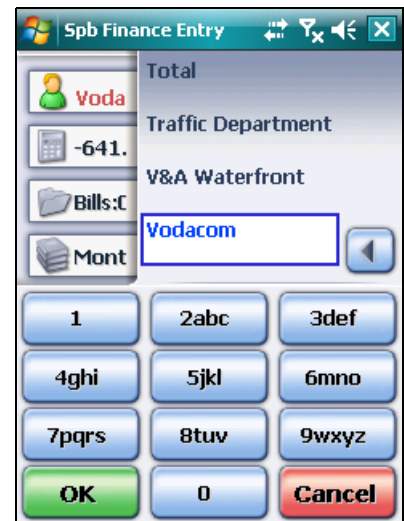 Spb Finance Entry
Total
Voda
Traffic Department
-641.
V&A Waterfront
Bills:C
Vodacom
Mont
1
2abc
3def
4ghi
5jkl
6mno
7pqrs
8tuv
9wxyz
OK
0
Cancel